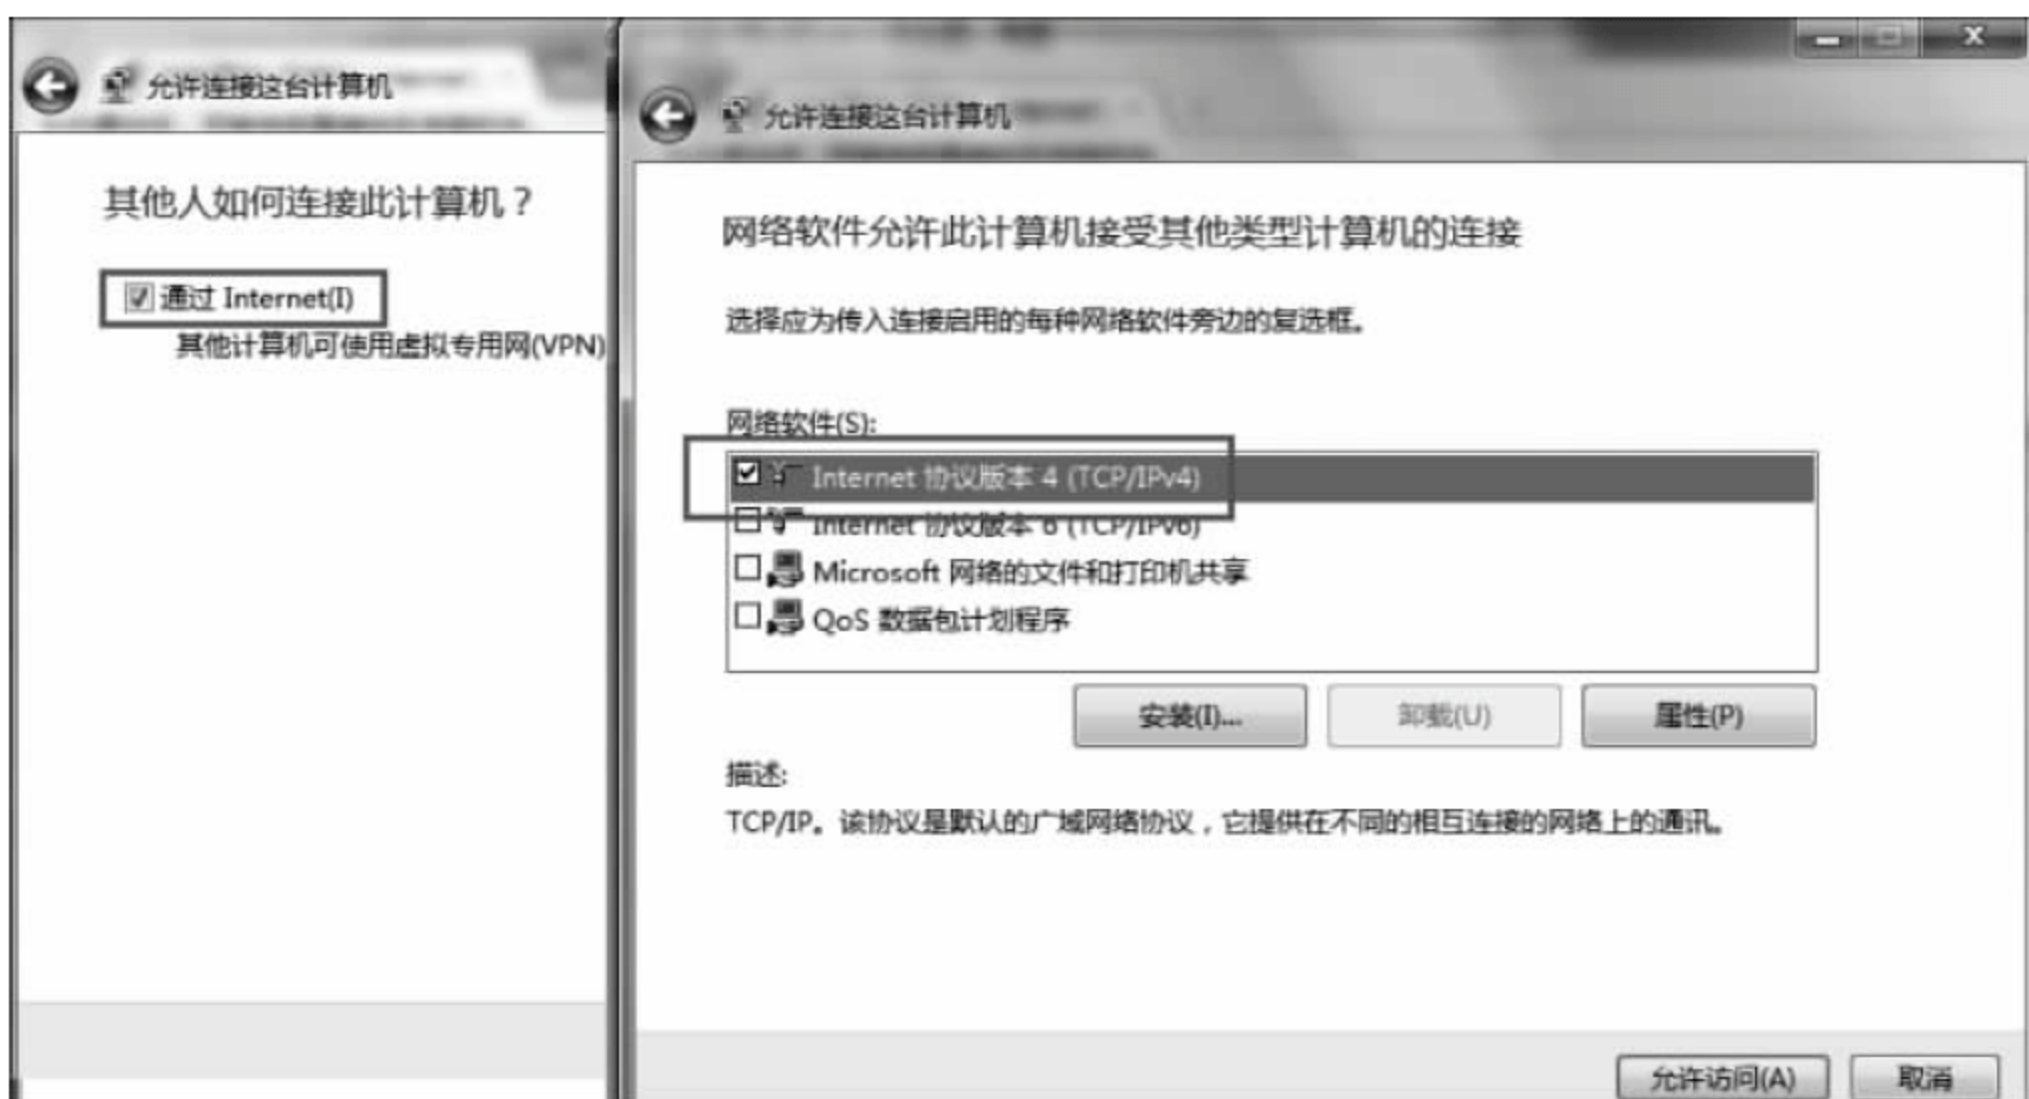 允许连接这台计算机
其他人如何连接此计算机？
通过 Internet(I)
其他计算机可使用虚拟专用网(VPN)
允许连接这台计算机
网络软件允许此计算机接受其他类型计算机的连接
选择应为传入连接启用的每种网络软件旁边的复选框。
网络软件(S):
Internet 协议版本 4 (TCP/IPv4)
Internet 协议版本 6 (TCP/IPv6)
Microsoft 网络的文件和打印机共享
QoS 数据包计划程序
安装(I)... 卸载(U) 属性(P)
描述:
TCP/IP。该协议是默认的广域网络协议，它提供在不同的相互连接的网络上的通讯。
允许访问(A) 取消